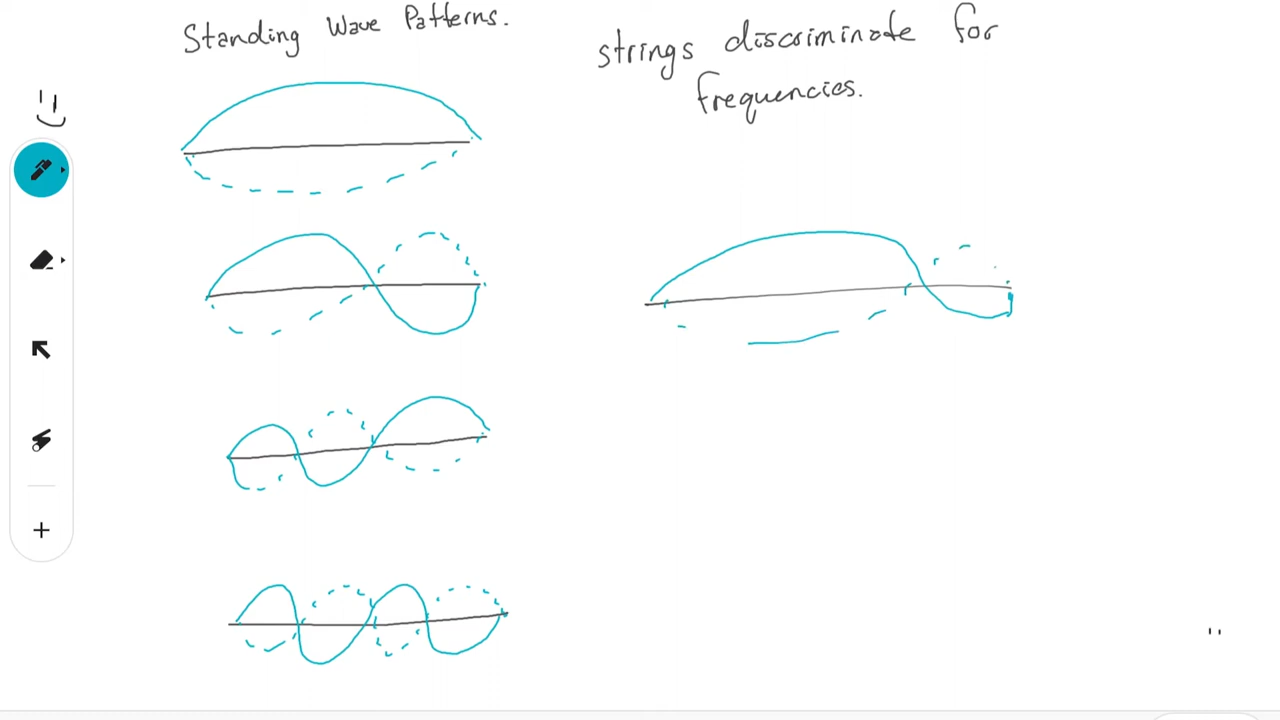 Standing Wave Patterns.
strings discriminate for
frequencies.